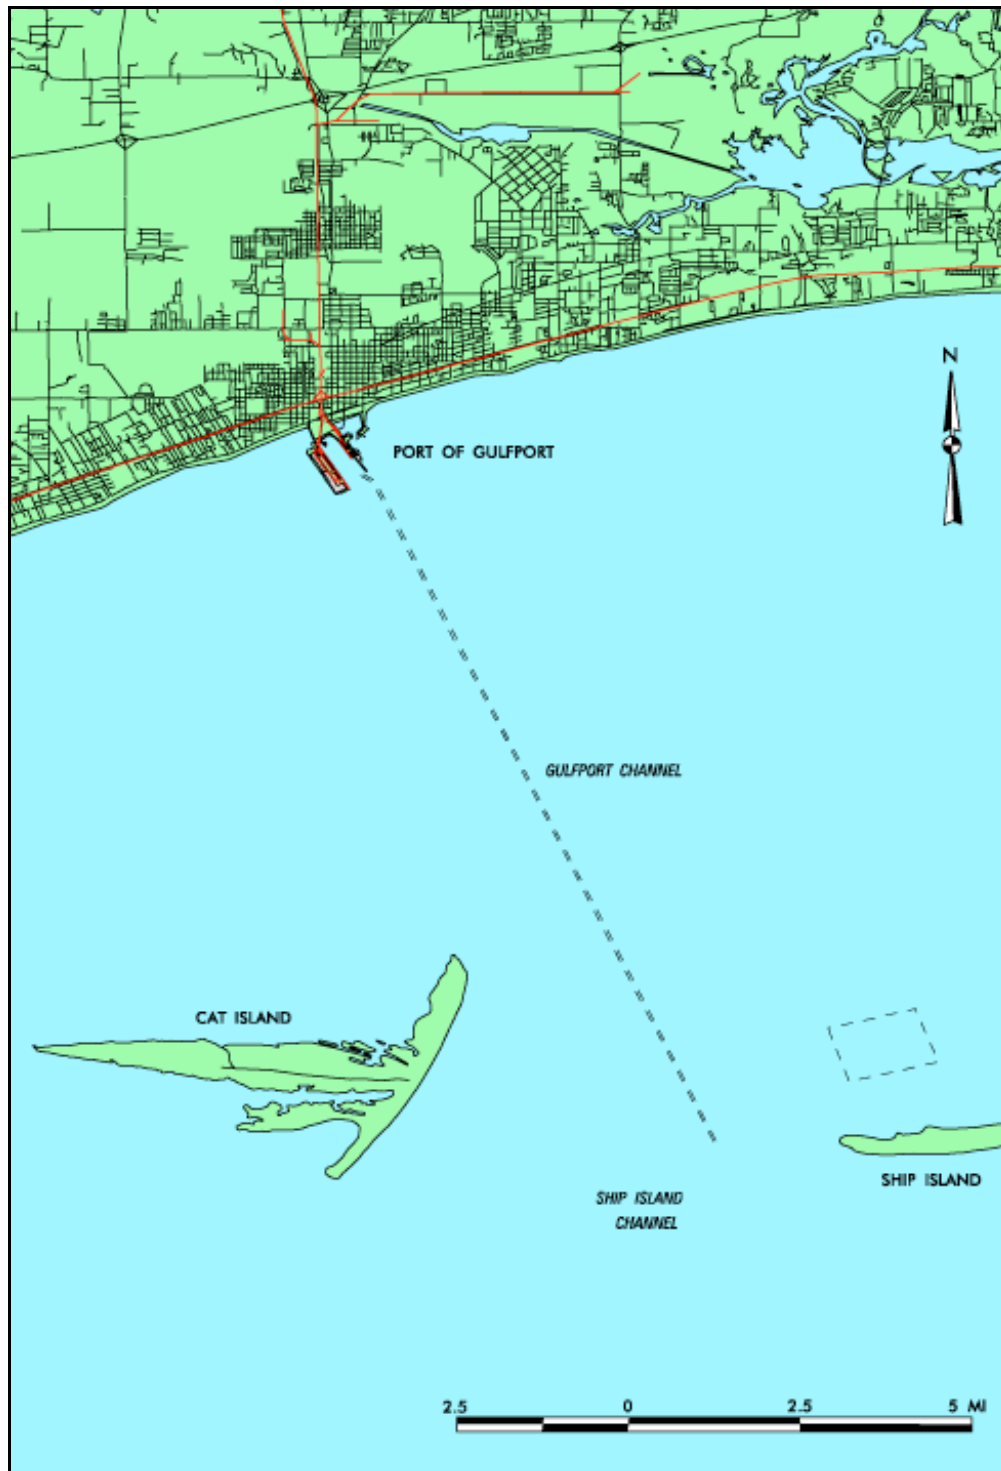 N
PORT OF GULFPORT
GULFPORT CHANNEL
CAT ISLAND
SHIP ISLAND
SHIP ISLAND
CHANNEL
2.5 0 2.5 5 MI